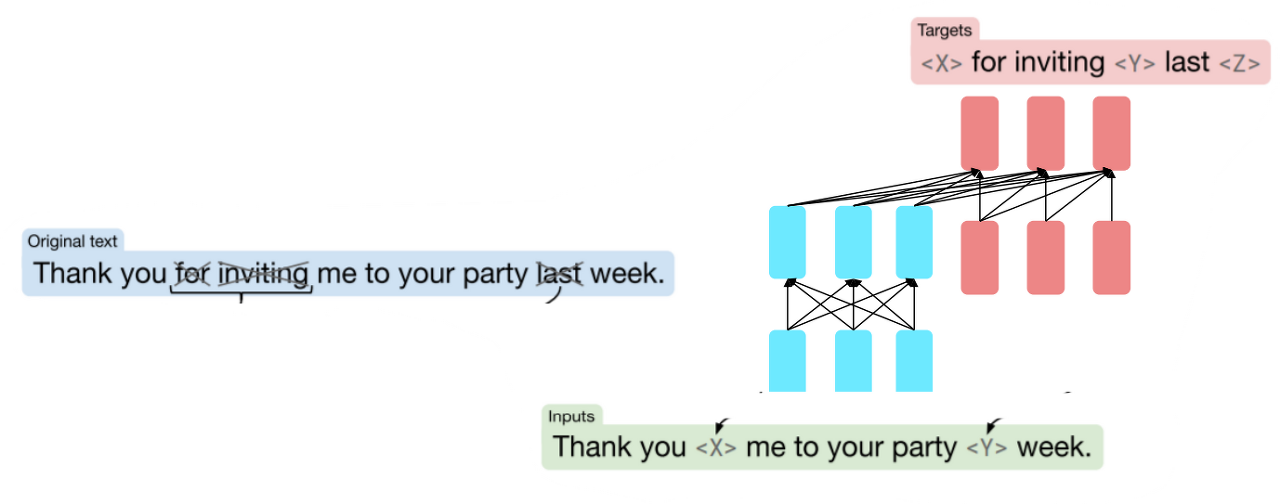 Targets
<X> for inviting <Y> last <Z>
Original text
Thank you for inviting me to your party last week.
Inputs
Thank you <X> me to your party <Y> week.